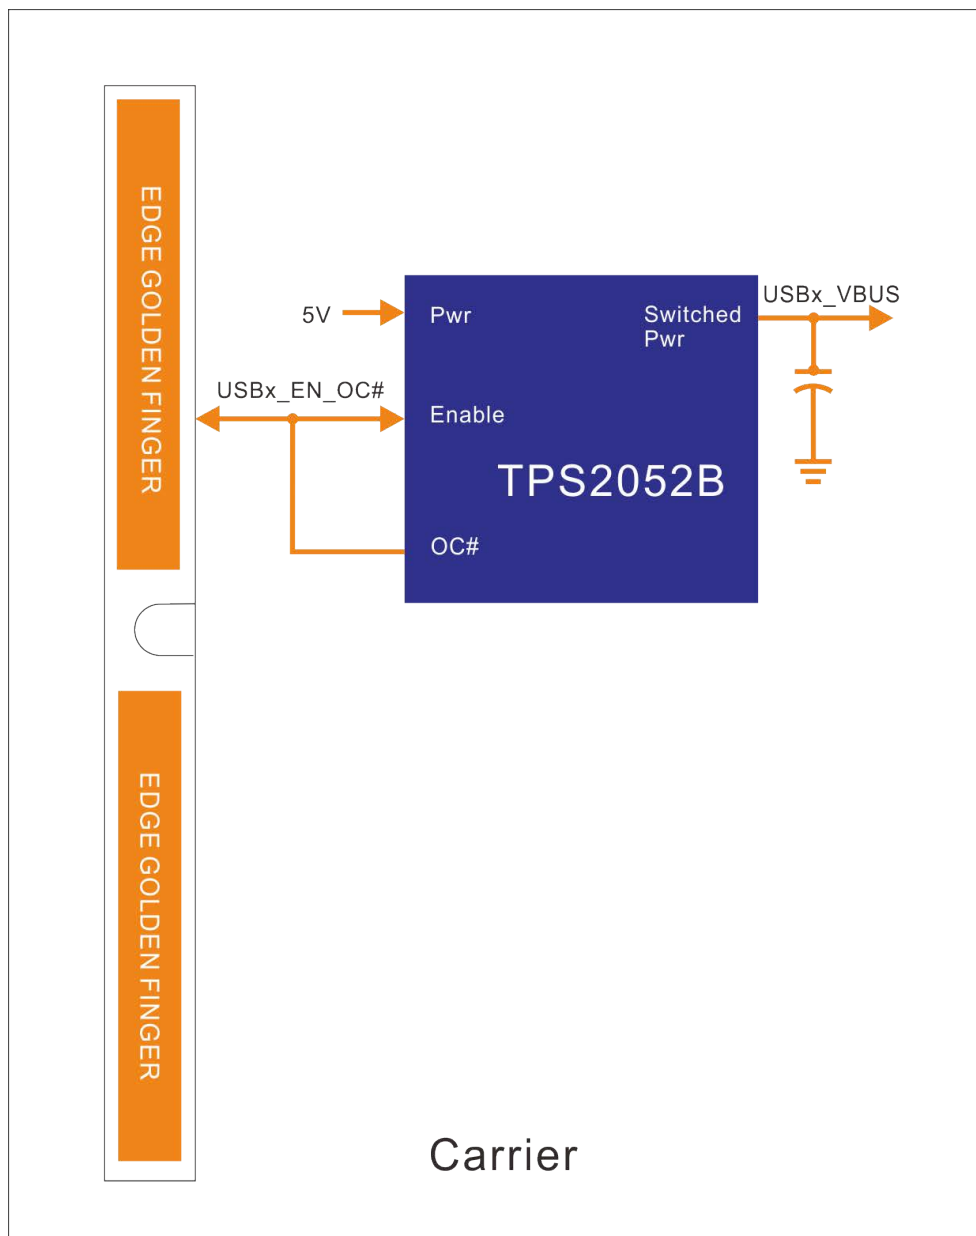 EDGE GOLDEN FINGER
5V
Pwr
Switched
Pwr
USBx_VBUS
USBx_EN_OC#
Enable
TPS2052B
OC#
EDGE GOLDEN FINGER
Carrier